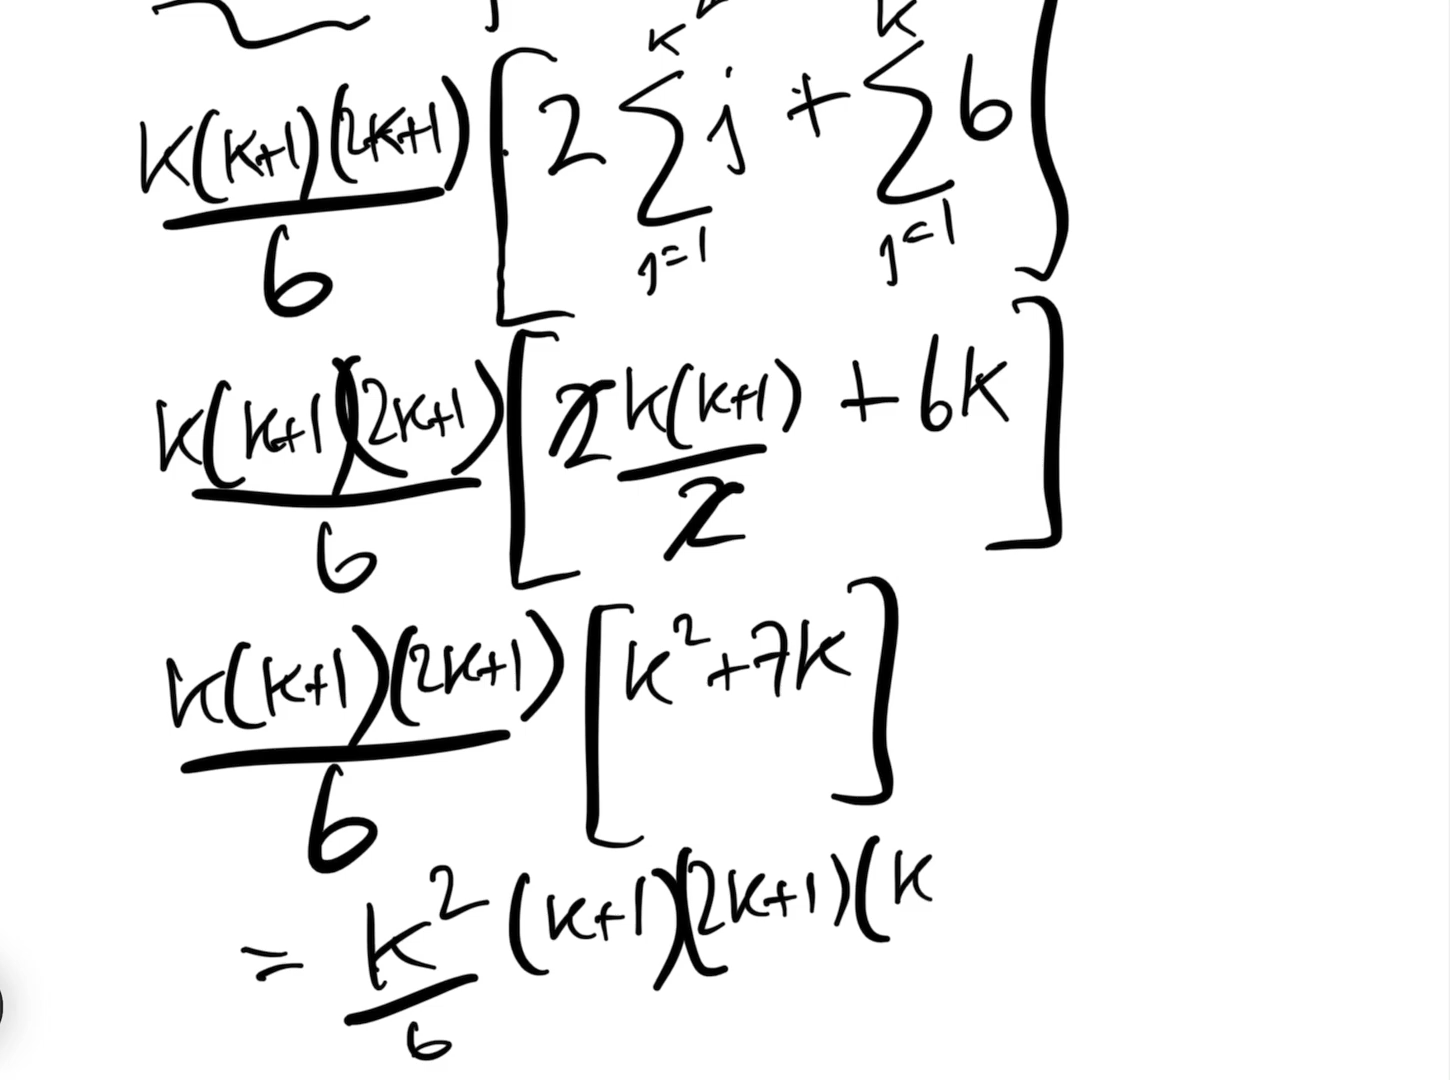 k(k+1)(2k+1)/6 [2 ∑_{j=1}^{k} j + ∑_{j=1}^{k} 6]
k(k+1)(2k+1)/6 [2 k(k+1)/2 + 6k]
k(k+1)(2k+1)/6 [k² + 7k]
= k²/6 (k+1)(2k+1)(k